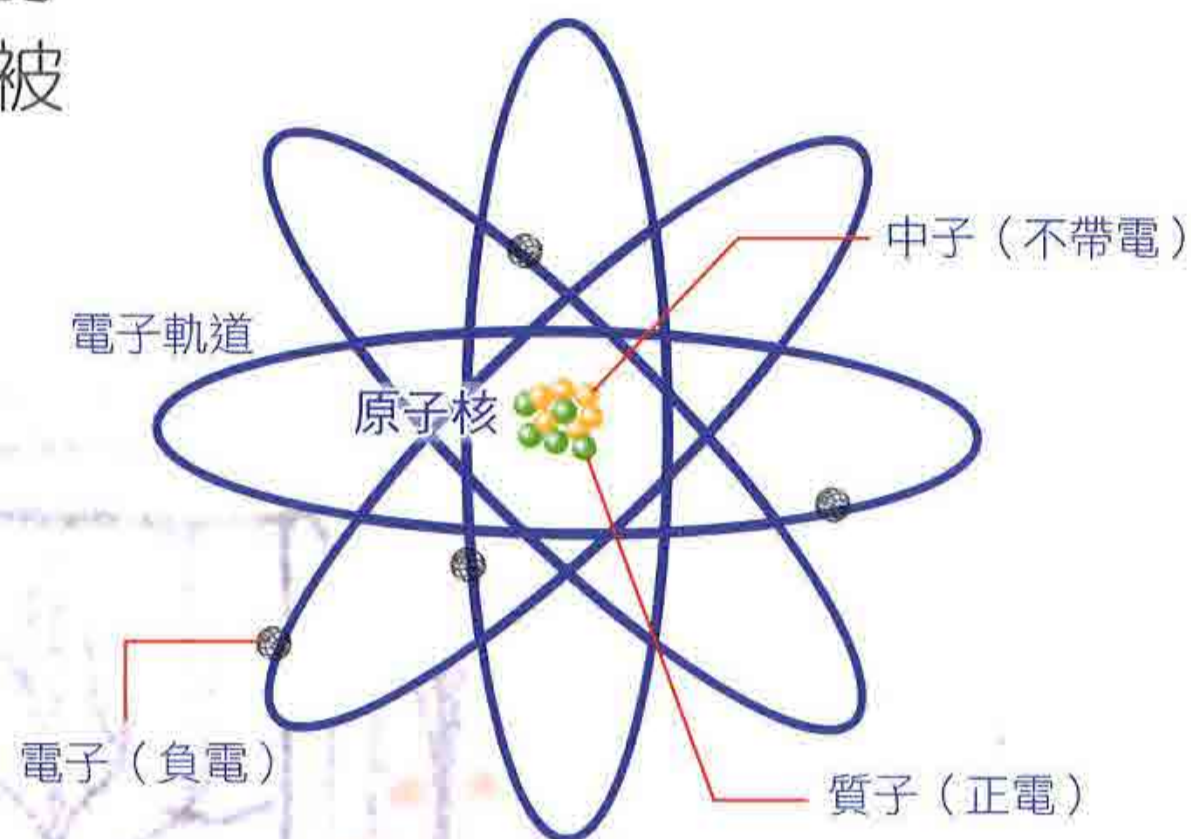 被
中子（不帶電）
電子軌道
原子核
電子（負電）
質子（正電）